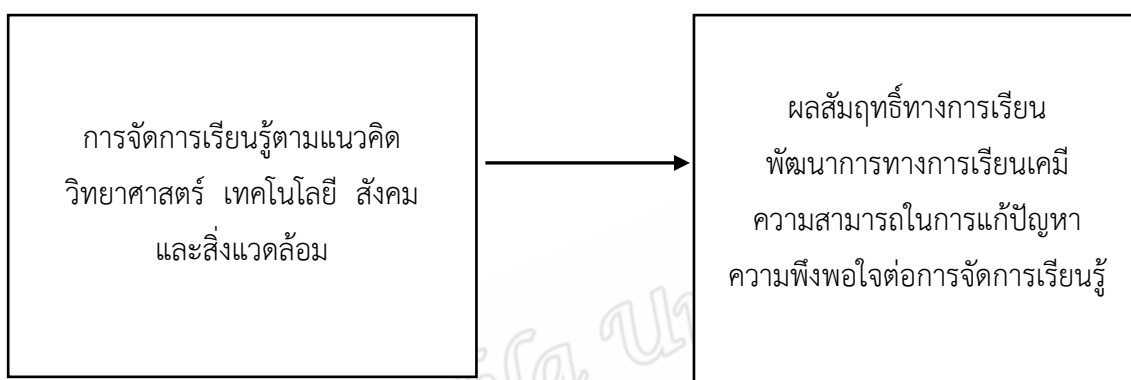 การจัดการเรียนรู้ตามแนวคิด
วิทยาศาสตร์ เทคโนโลยี สังคม
และสิ่งแวดล้อม
ผลสัมฤทธิ์ทางการเรียน
พัฒนาการทางการเรียนเคมี
ความสามารถในการแก้ปัญหา
ความพึงพอใจต่อการจัดการเรียนรู้